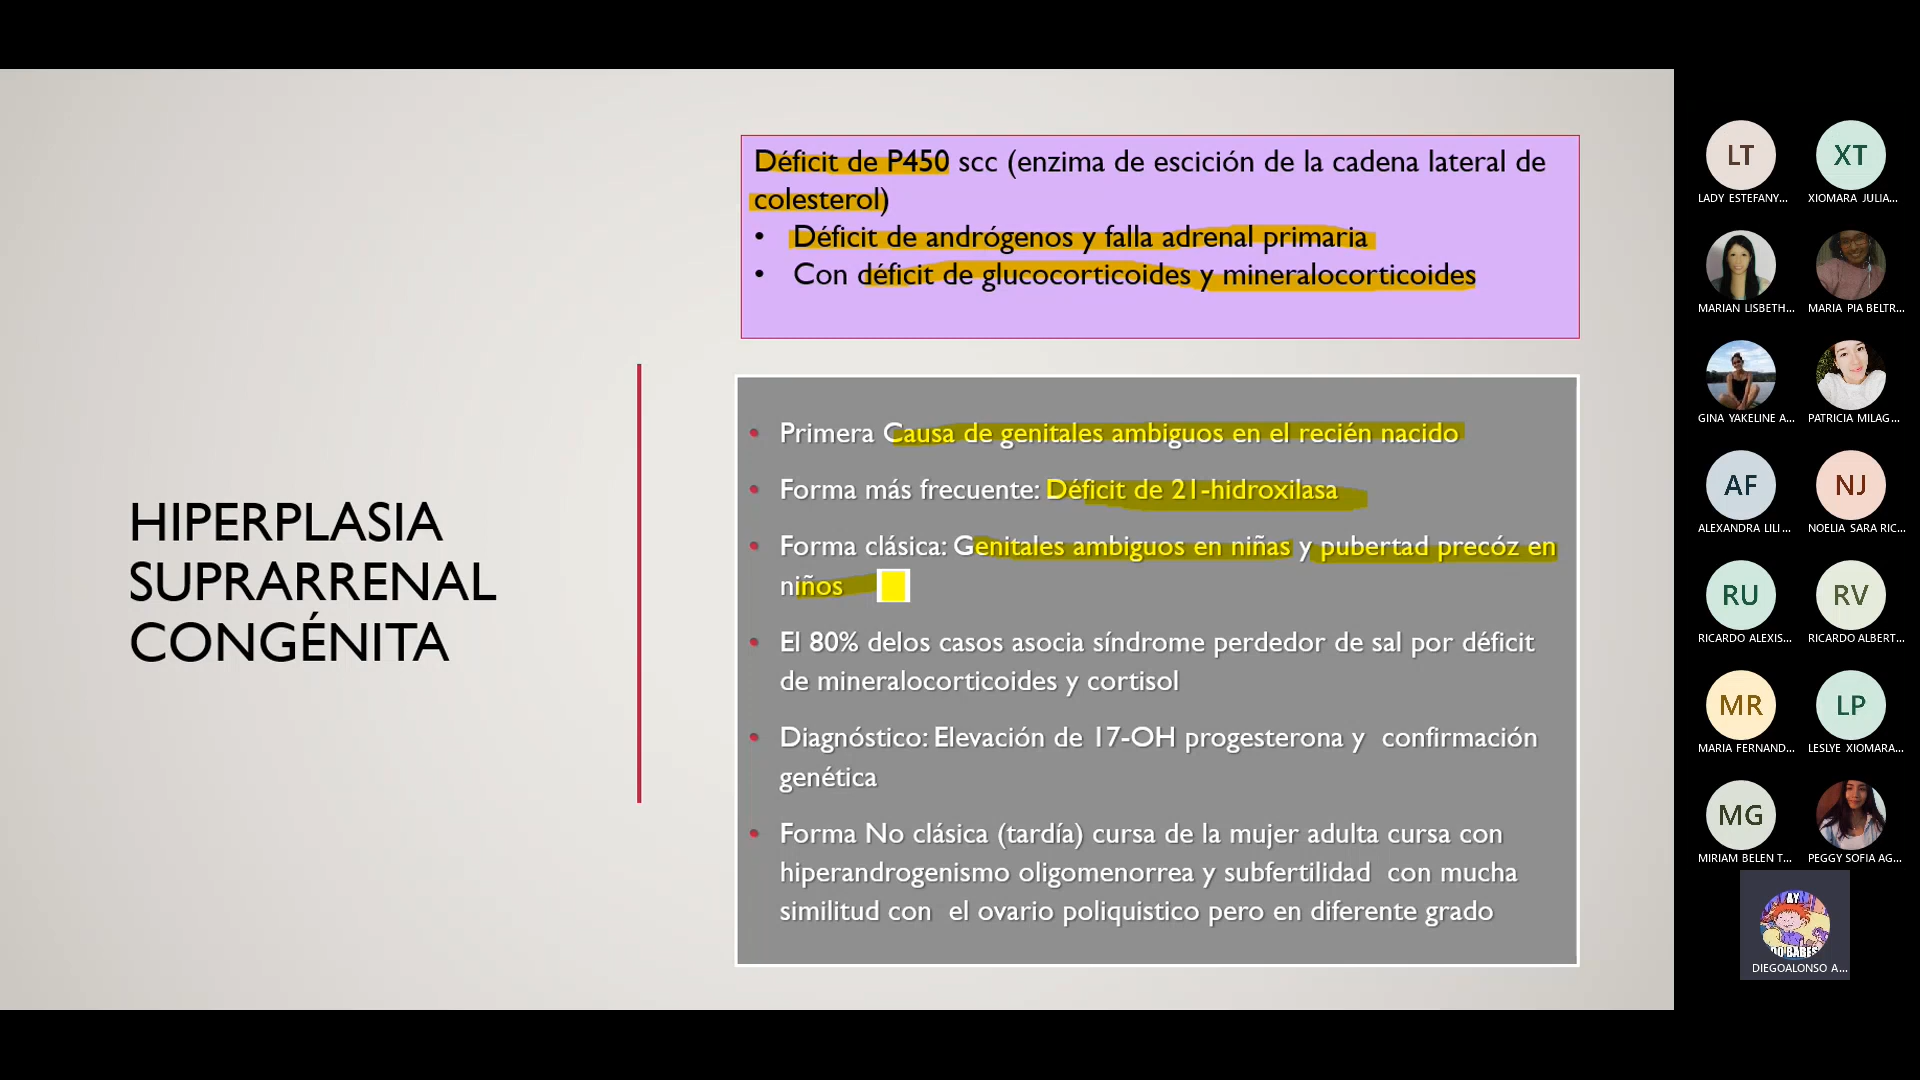 Déficit de P450 scc (enzima de escición de la cadena lateral de
colesterol)
• Déficit de andrógenos y falla adrenal primaria
• Con déficit de glucocorticoides y mineralocorticoides
HIPERPLASIA
SUPRARRENAL
CONGÉNITA
• Primera Causa de genitales ambiguos en el recién nacido
• Forma más frecuente: Déficit de 21-hidroxilasa
• Forma clásica: Genitales ambiguos en niñas y pubertad precóz en
niños
• El 80% delos casos asocia síndrome perdedor de sal por déficit
de mineralocorticoides y cortisol
• Diagnóstico: Elevación de 17-OH progesterona y confirmación
genética
• Forma No clásica (tardía) cursa de la mujer adulta cursa con
hiperandrogenismo oligomenorrea y subfertilidad con mucha
similitud con el ovario poliquistico pero en diferente grado
LT
LADY ESTEFANY...
XT
XIOMARA JULIA...
MARIAN LISBETH...
MARIA PIA BELTR...
GINA YAKELINE A...
PATRICIA MILAG...
AF
ALEXANDRA LILI...
NJ
NOELIA SARA RIC...
RU
RICARDO ALEXIS...
RV
RICARDO ALBERT...
MR
MARIA FERNAND...
LP
LESLYE XIOMARA...
MG
MIRIAM BELEN T...
PEGGY SOFIA AG...
AY
DIEGOALONSO A...